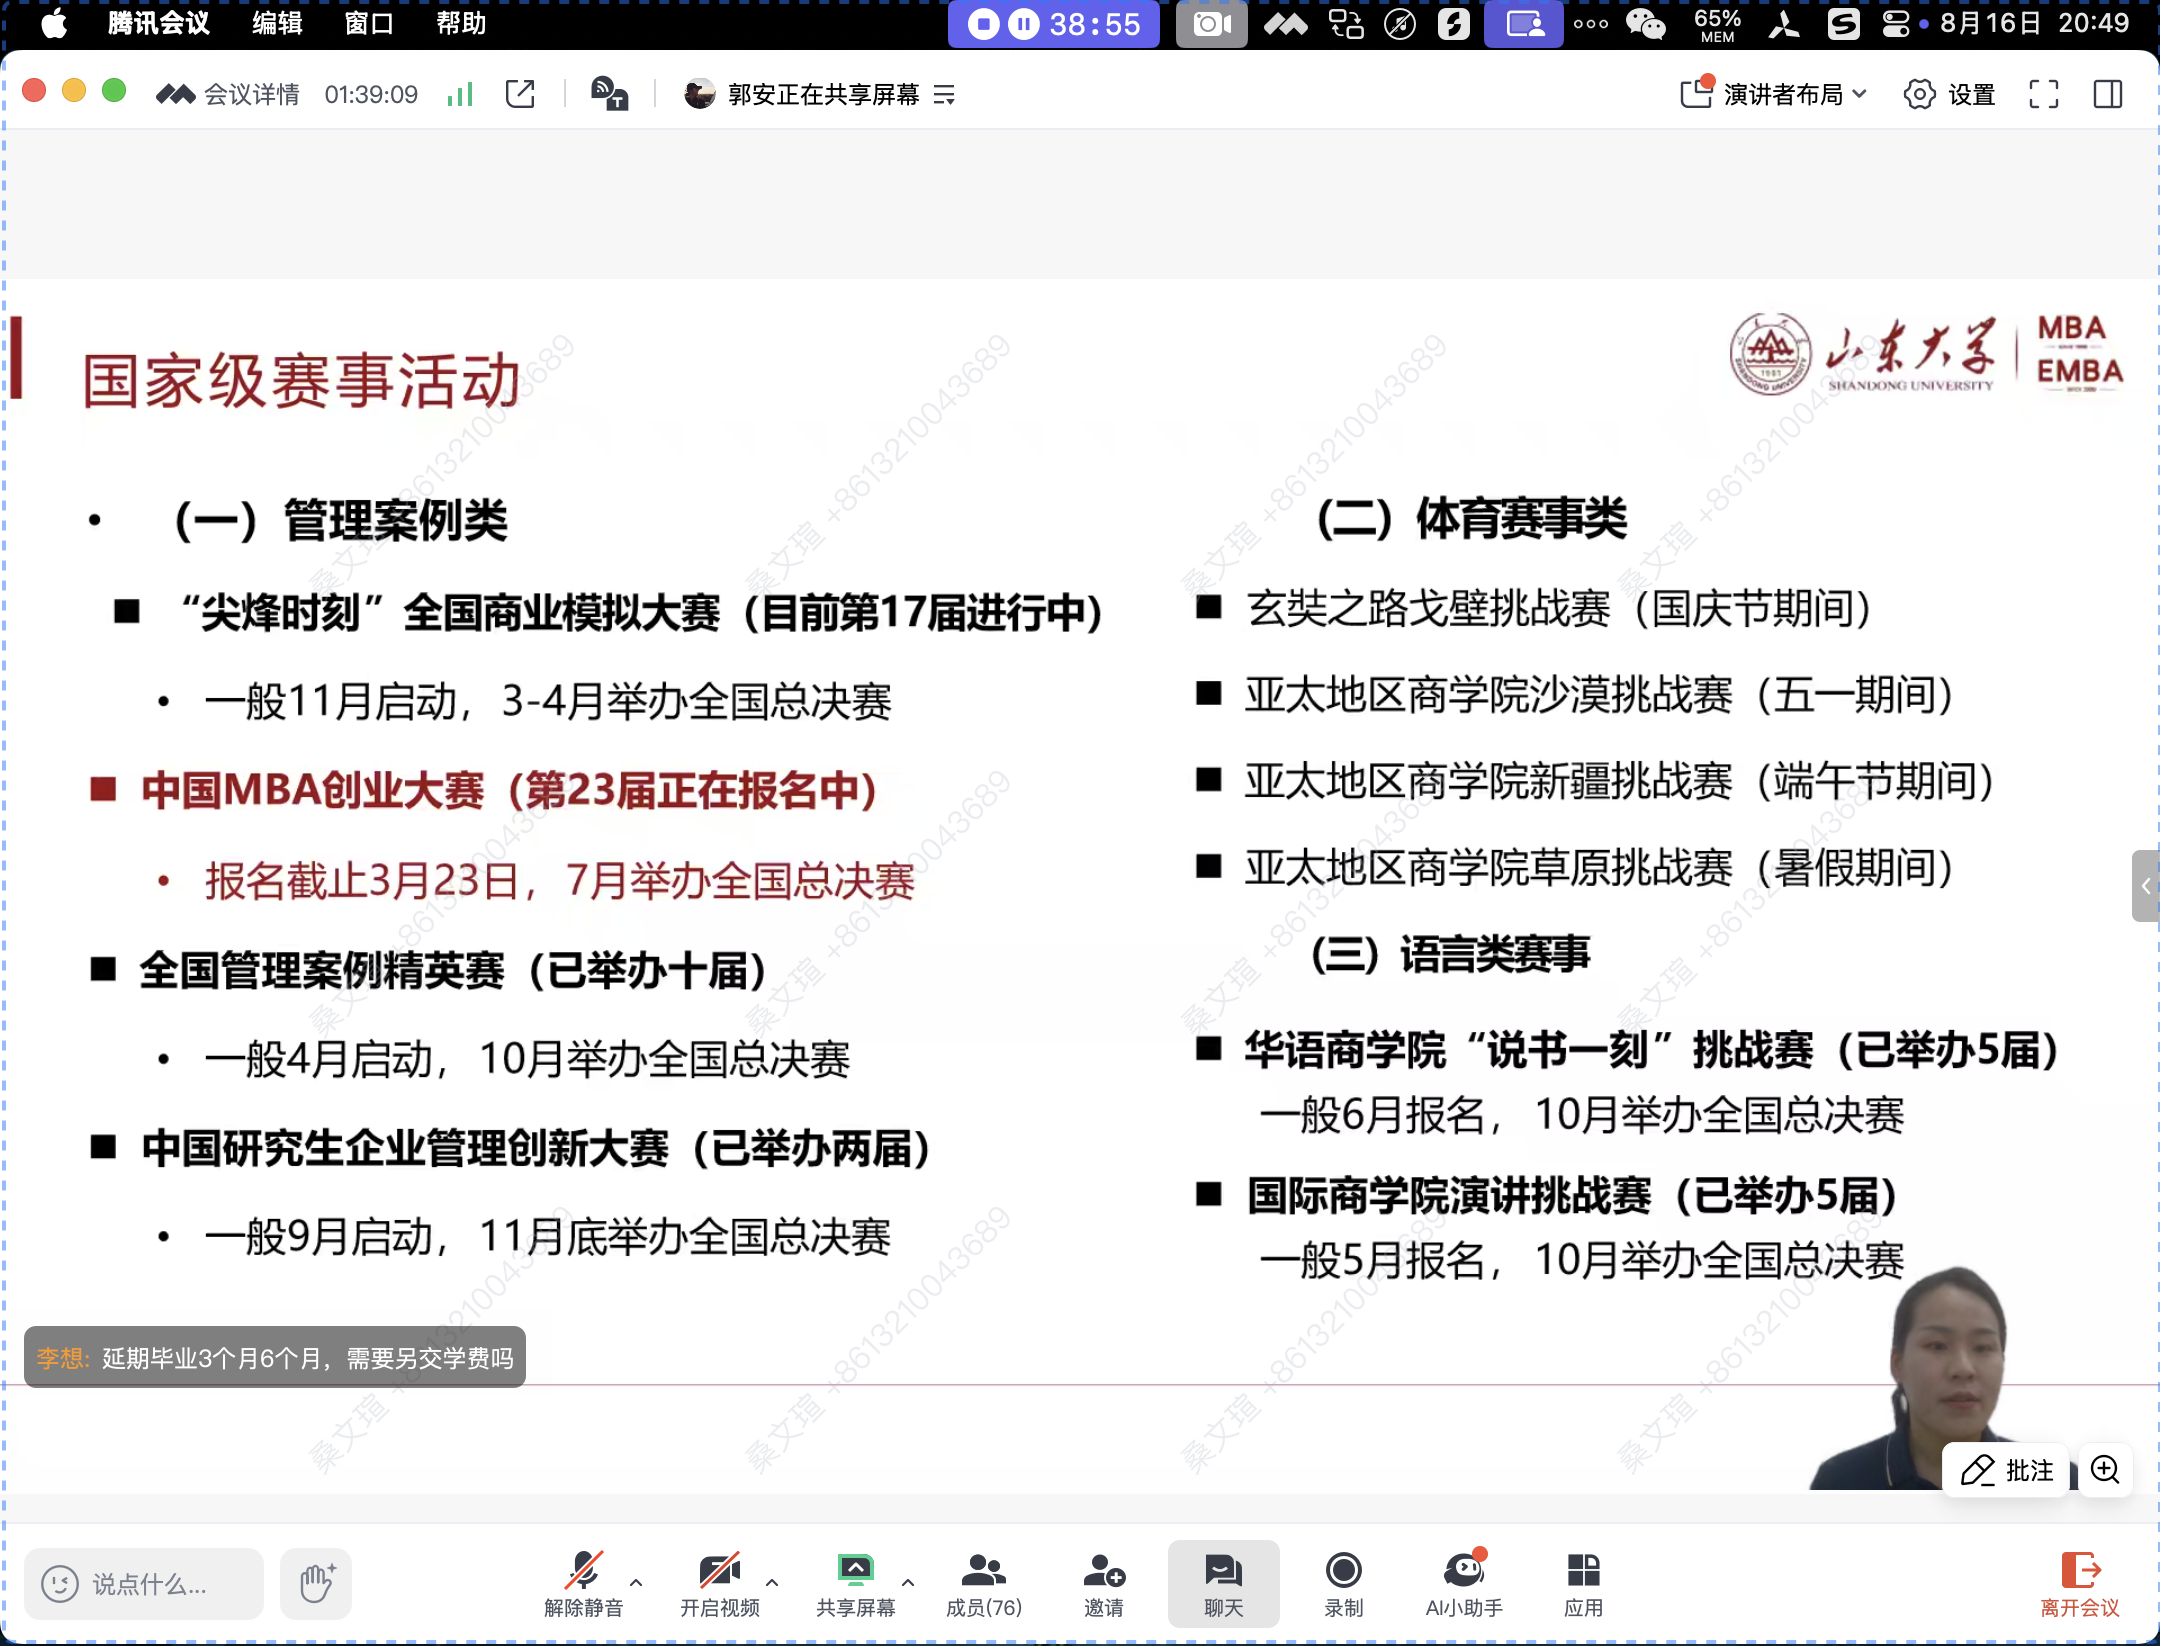 腾讯会议 编辑 窗口 帮助 38:55 65% MEM 8月16日 20:49
会议详情 01:39:09 郭安正在共享屏幕 演讲者布局 设置
国家级赛事活动
山东大学 SHANDONG UNIVERSITY MBA EMBA
• （一）管理案例类
■ “尖烽时刻”全国商业模拟大赛（目前第17届进行中）
• 一般11月启动，3-4月举办全国总决赛
■ 中国MBA创业大赛（第23届正在报名中）
• 报名截止3月23日，7月举办全国总决赛
■ 全国管理案例精英赛（已举办十届）
• 一般4月启动，10月举办全国总决赛
■ 中国研究生企业管理创新大赛（已举办两届）
• 一般9月启动，11月底举办全国总决赛
（二）体育赛事类
■ 玄奘之路戈壁挑战赛（国庆节期间）
■ 亚太地区商学院沙漠挑战赛（五一期间）
■ 亚太地区商学院新疆挑战赛（端午节期间）
■ 亚太地区商学院草原挑战赛（暑假期间）
（三）语言类赛事
■ 华语商学院“说书一刻”挑战赛（已举办5届）
一般6月报名，10月举办全国总决赛
■ 国际商学院演讲挑战赛（已举办5届）
一般5月报名，10月举办全国总决赛
桑文瑄 +8613210043689
李想: 延期毕业3个月6个月，需要另交学费吗
批注
说点什么... 解除静音 开启视频 共享屏幕 成员(76) 邀请 聊天 录制 AI小助手 应用 离开会议